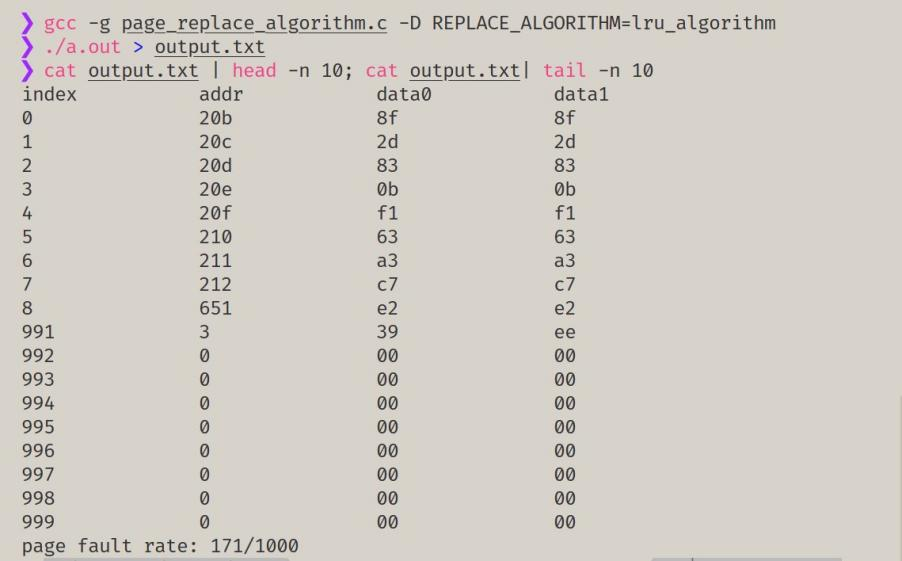 ❯ gcc -g page_replace_algorithm.c -D REPLACE_ALGORITHM=lru_algorithm
❯ ./a.out > output.txt
❯ cat output.txt | head -n 10; cat output.txt| tail -n 10
index addr data0 data1
0 20b 8f 8f
1 20c 2d 2d
2 20d 83 83
3 20e 0b 0b
4 20f f1 f1
5 210 63 63
6 211 a3 a3
7 212 c7 c7
8 651 e2 e2
991 3 39 ee
992 0 00 00
993 0 00 00
994 0 00 00
995 0 00 00
996 0 00 00
997 0 00 00
998 0 00 00
999 0 00 00
page fault rate: 171/1000